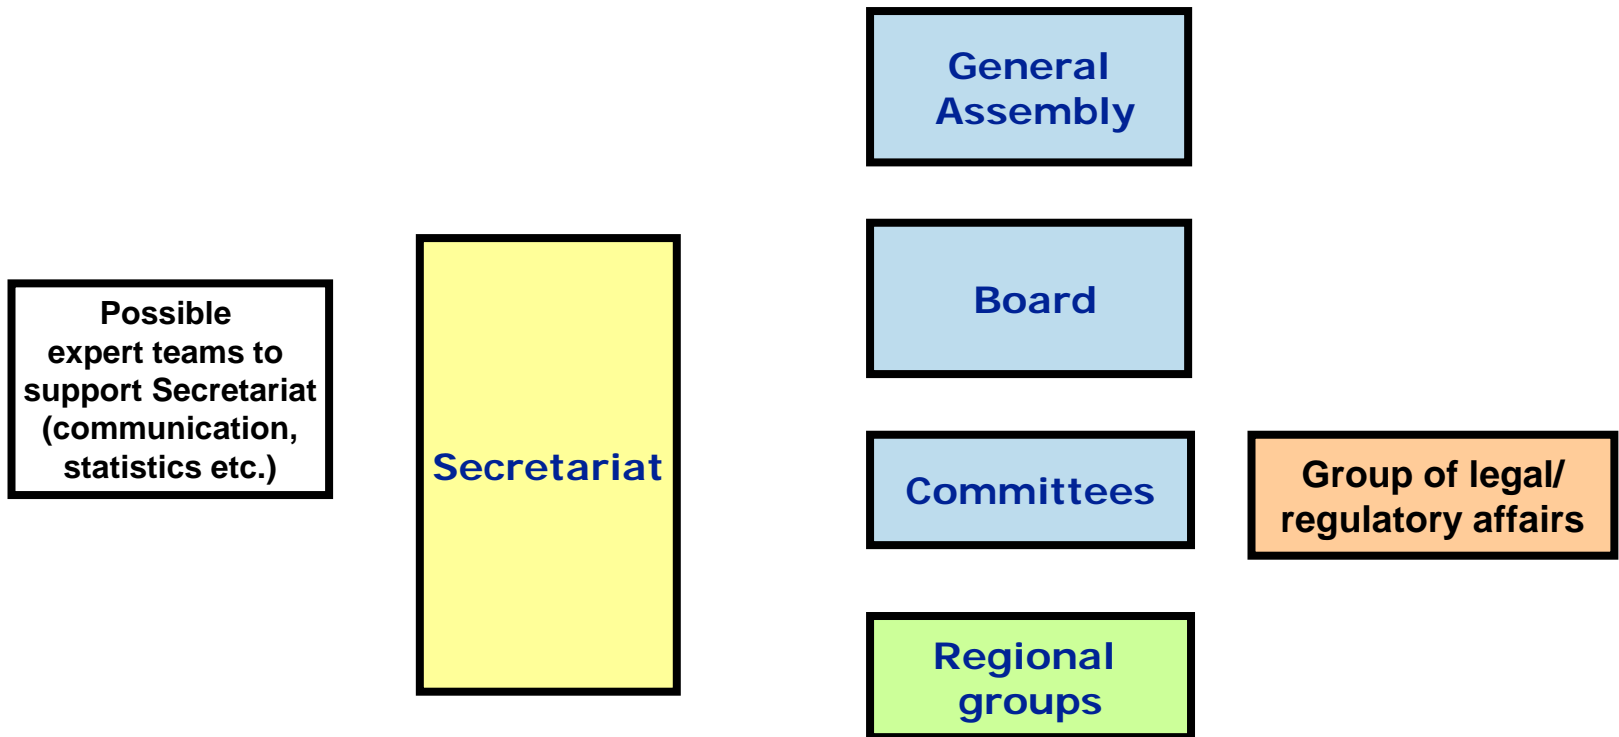 General
Assembly
Board
Possible
expert teams to
support Secretariat
(communication,
statistics etc.)
Secretariat
Committees
Group of legal/
regulatory affairs
Regional
groups